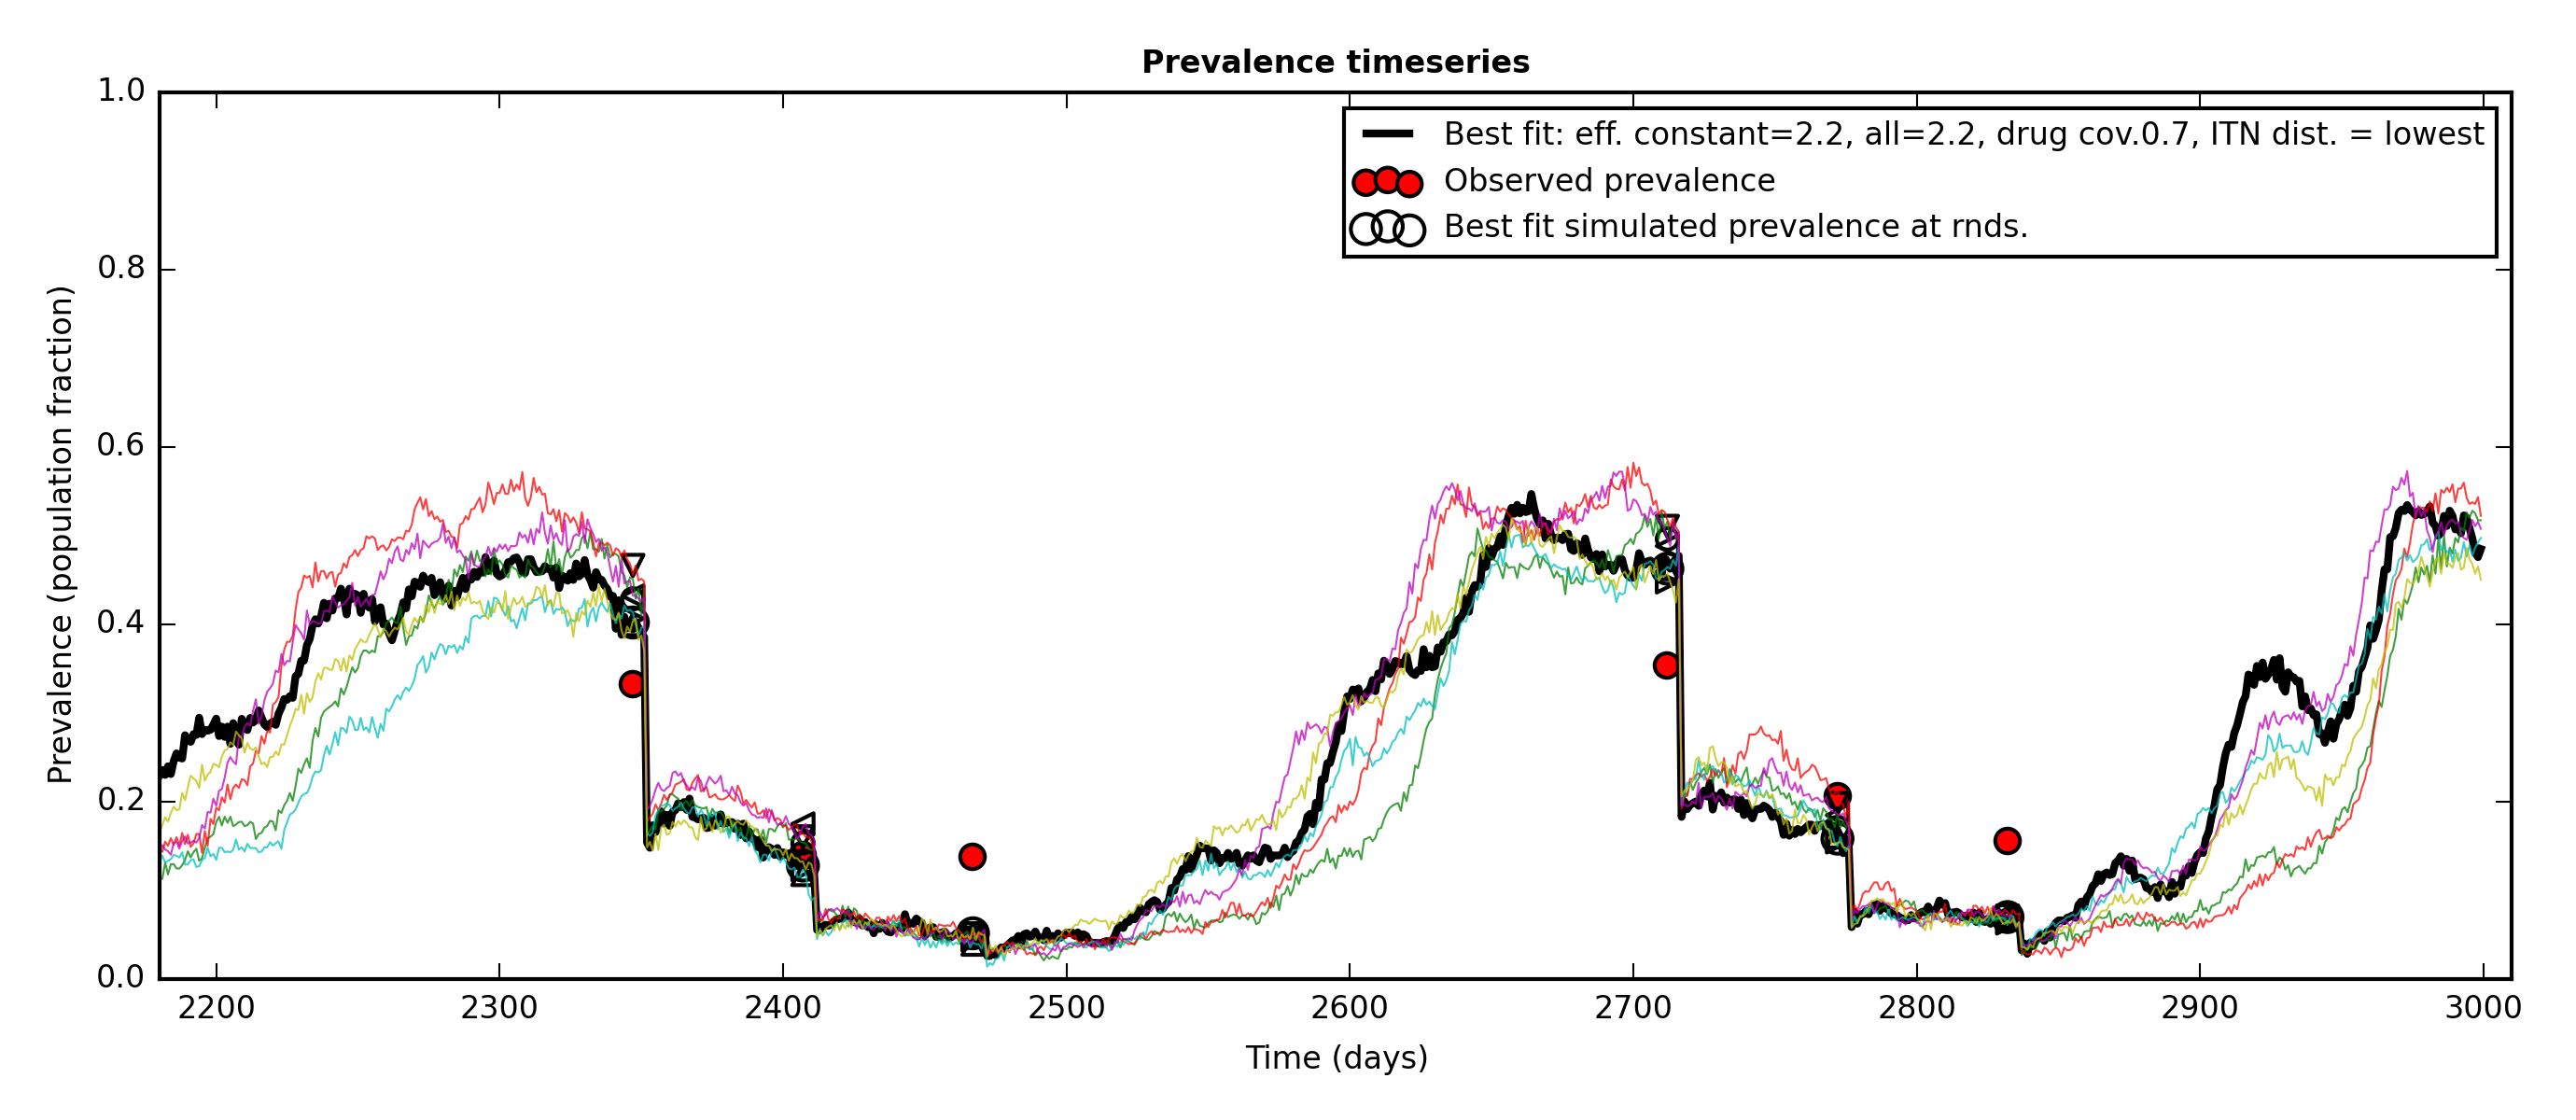 Prevalence timeseries
1.0
0.8
0.6
0.4
0.2
0.0
Prevalence (population fraction)
Best fit: eff. constant=2.2, all=2.2, drug cov.0.7, ITN dist. = lowest
Observed prevalence
Best fit simulated prevalence at rnds.
2200 2300 2400 2500 2600 2700 2800 2900 3000
Time (days)